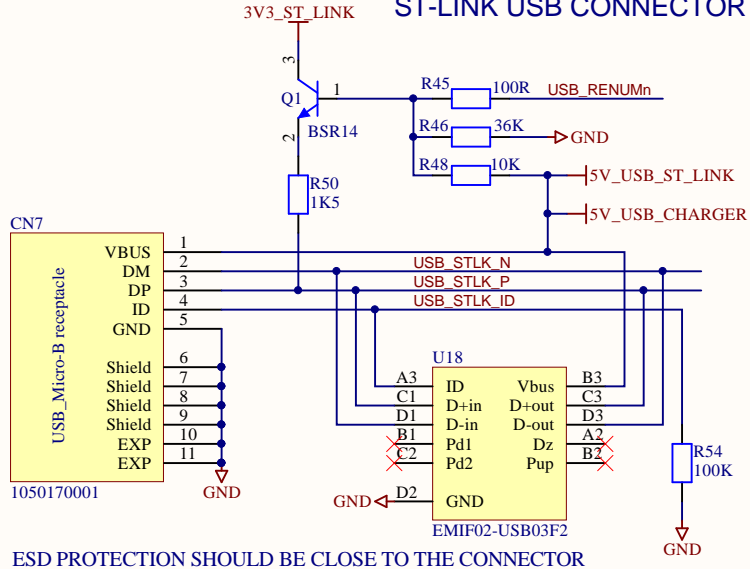 ST-LINK USB CONNECTOR
3V3_ST_LINK
3
Q1
1
BSR14
2
R45
100R
USB_RENUMn
R46
36K
GND
R48
10K
5V_USB_ST_LINK
5V_USB_CHARGER
R50
1K5
CN7
USB_Micro-B receptacle
VBUS 1
DM 2
DP 3
ID 4
GND 5
Shield 6
Shield 7
Shield 8
Shield 9
EXP 10
EXP 11
1050170001
GND
USB_STLK_N
USB_STLK_P
USB_STLK_ID
U18
A3 ID Vbus B3
C1 D+in D+out C3
D1 D-in D-out D3
B1 Pd1 Dz A2
C2 Pd2 Pup B2
GND D2 GND
EMIF02-USB03F2
R54
100K
GND
ESD PROTECTION SHOULD BE CLOSE TO THE CONNECTOR